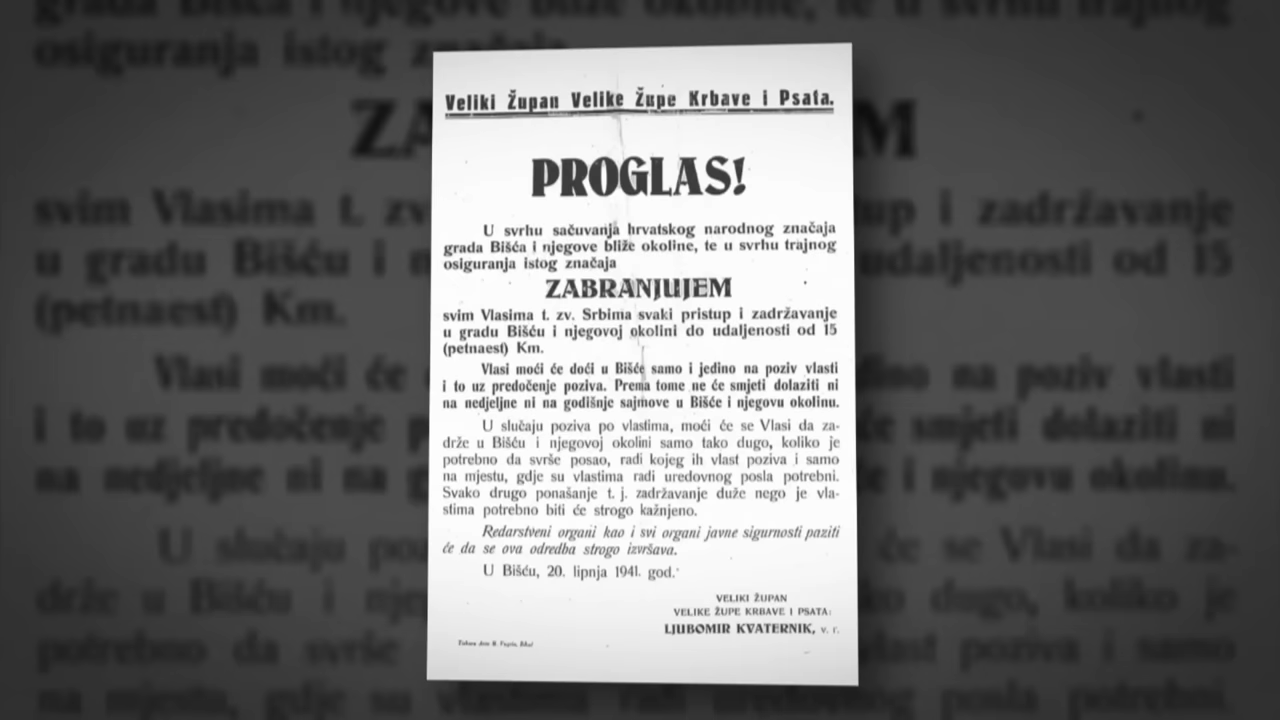 Veliki Župan Velike Župe Krbave i Psata.
PROGLAS!
U svrhu sačuvanja hrvatskog narodnog značaja
grada Bišća i njegove bliže okoline, te u svrhu trajnog
osiguranja istog značaja
ZABRANJUJEM
svim Vlasima t. zv. Srbima svaki pristup i zadržavanje
u gradu Bišću i njegovoj okolini do udaljenosti od 15
(petnaest) Km.
Vlasi moći će doći u Bišće samo i jedino na poziv vlasti
i to uz predočenje poziva. Prema tome ne će smjeti dolaziti ni
na nedjeljne ni na godišnje sajmove u Bišće i njegovu okolinu.
U slučaju poziva po vlastima, moći će se Vlasi da za-
drže u Bišću i njegovoj okolini samo tako dugo, koliko je
potrebno da svrše posao, radi kojeg ih vlast poziva i samo
na mjestu, gdje su vlastima radi uredovnog posla potrebni.
Svako drugo ponašanje t. j. zadržavanje duže nego je vla-
stima potrebno biti će strogo kažnjeno.
Redarstveni organi kao i svi organi javne sigurnosti paziti
će da se ova odredba strogo izvršava.
U Bišću, 20. lipnja 1941. god.
VELIKI ŽUPAN
VELIKE ŽUPE KRBAVE I PSATA:
LJUBOMIR KVATERNIK, v. r.